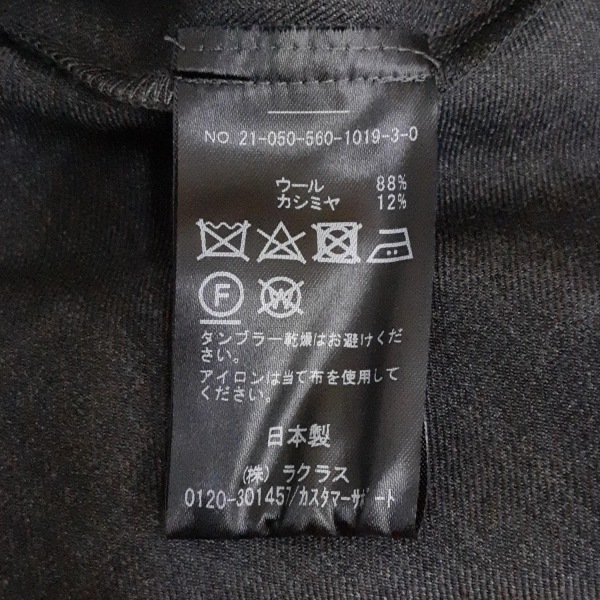 NO. 21-050-560-1019-3-0
ウール 88%
カシミヤ 12%
F
W
タンブラー乾燥はお避けくだ
さい。
アイロンは当て布を使用して
ください。
日本製
(株) ラクラス
0120-301457/カスタマーサポート